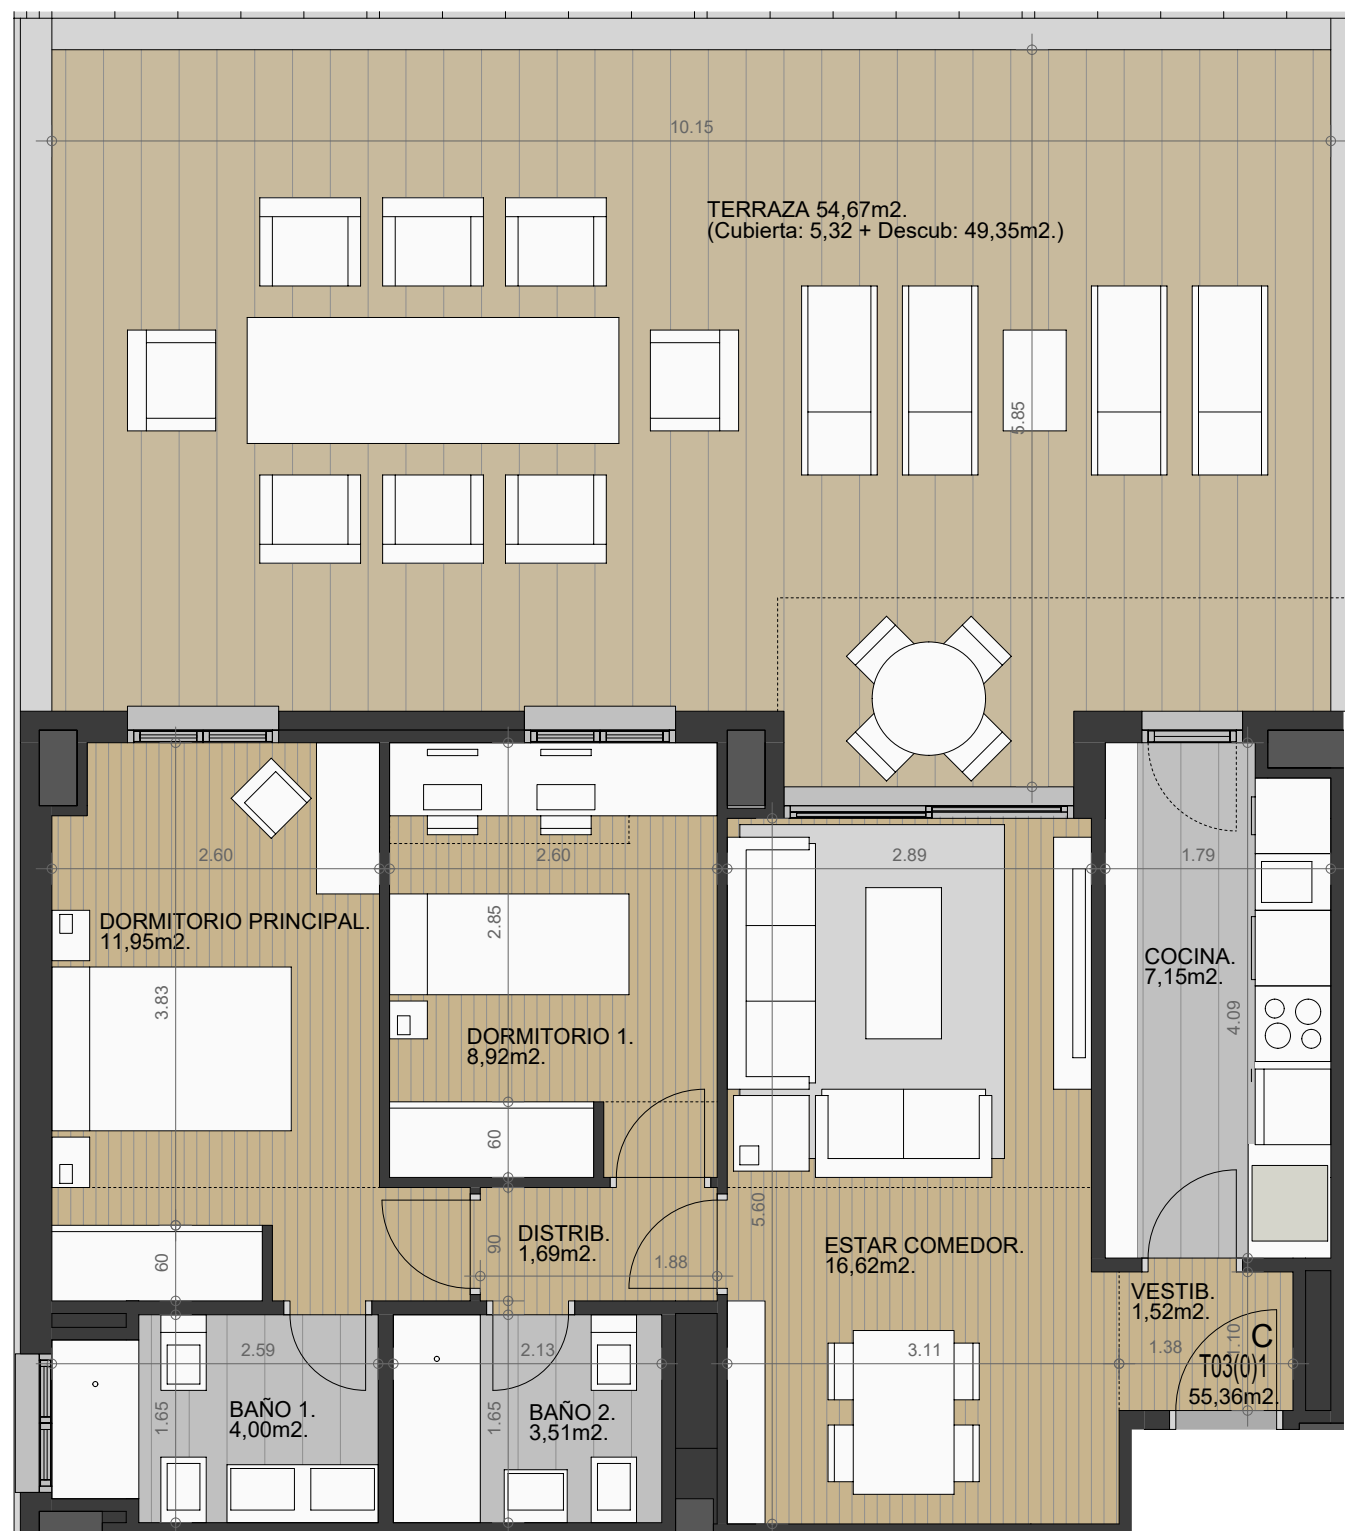 10.15
TERRAZA 54,67m2.
(Cubierta: 5,32 + Descub: 49,35m2.)
5.85
2.60
2.60
2.89
1.79
DORMITORIO PRINCIPAL.
11,95m2.
2.85
3.83
COCINA.
7,15m2.
4.09
DORMITORIO 1.
8,92m2.
60
5.60
DISTRIB.
1,69m2.
90
1.88
60
ESTAR COMEDOR.
16,62m2.
VESTIB.
1,52m2.
1.38
1.10
C
T03(0)1
55,36m2.
2.59
2.13
3.11
1.65
BAÑO 1.
4,00m2.
1.65
BAÑO 2.
3,51m2.